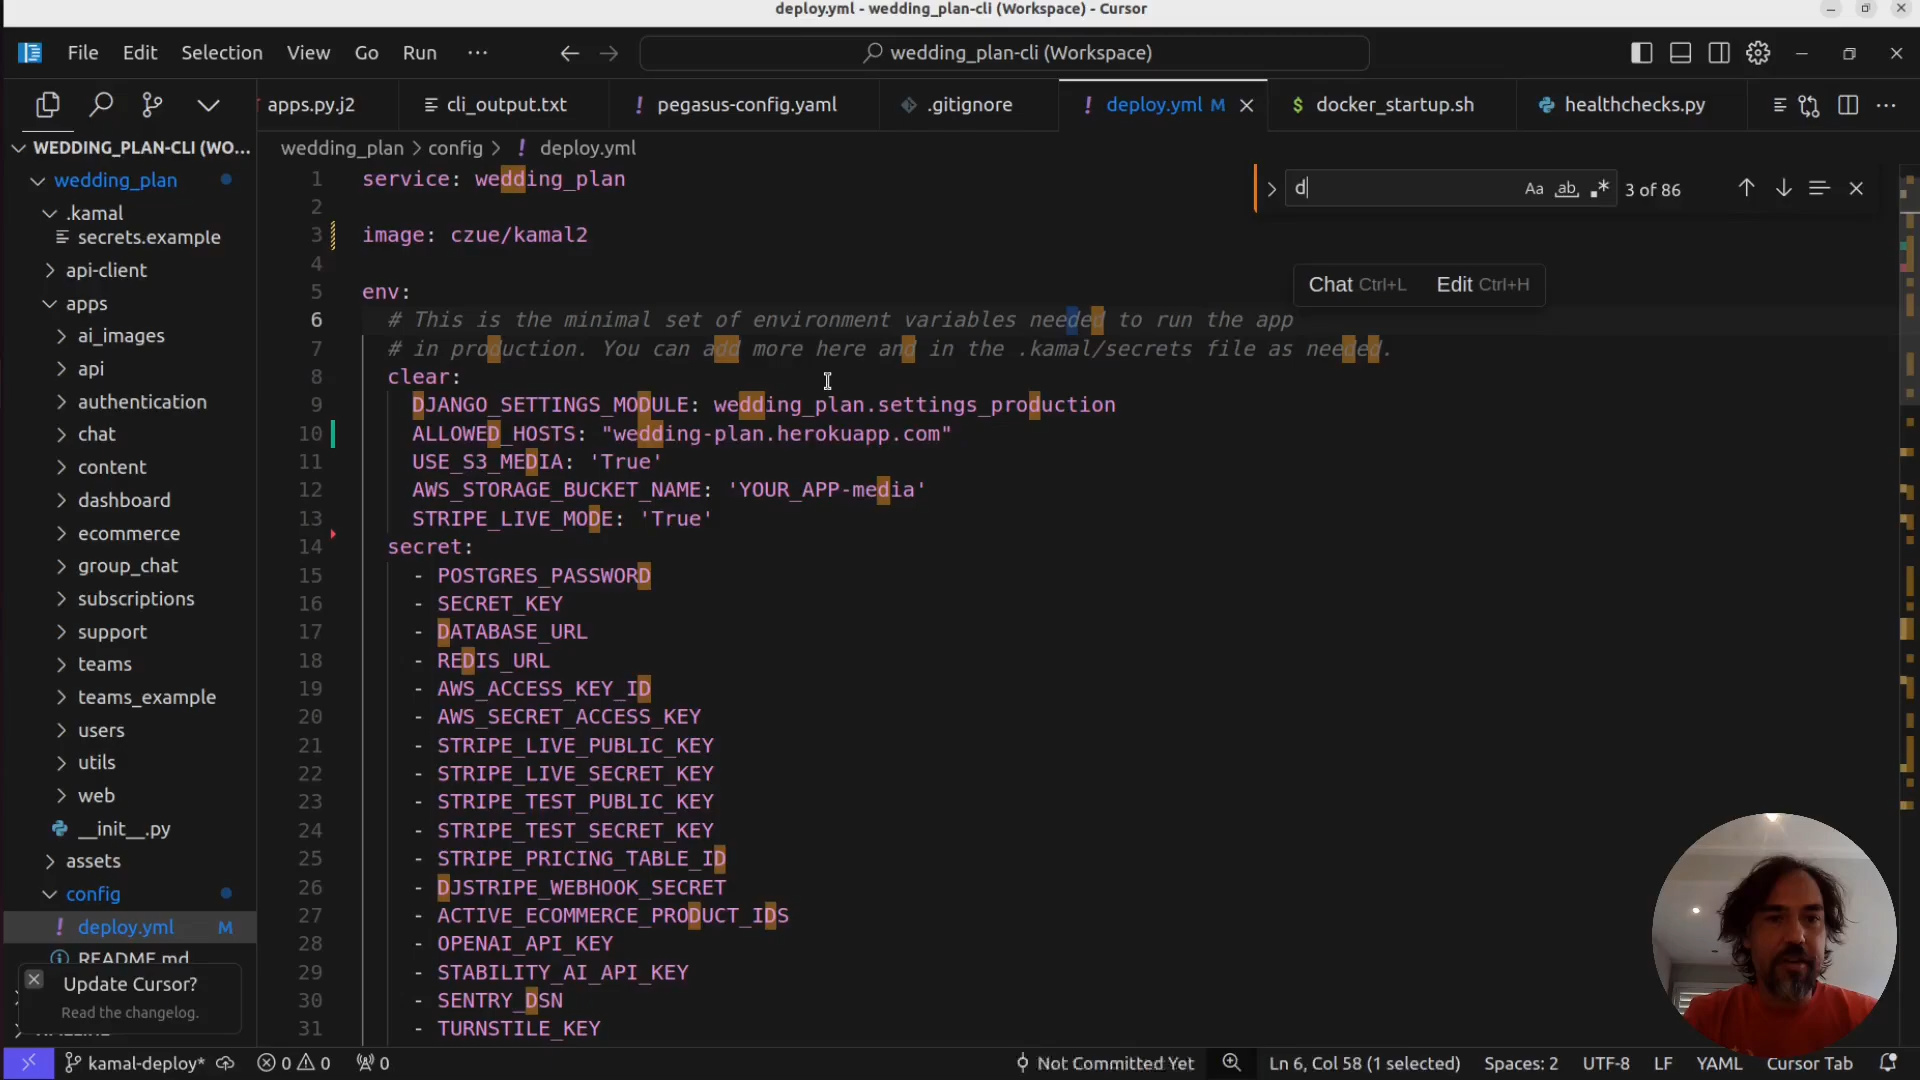 deploy.yml - wedding_plan-cli (Workspace) - Cursor
File Edit Selection View Go Run ··· wedding_plan-cli (Workspace)
apps.py.j2 cli_output.txt ! pegasus-config.yaml .gitignore ! deploy.yml M $ docker_startup.sh healthchecks.py
WEDDING_PLAN-CLI (WO...
wedding_plan
.kamal
secrets.example
api-client
apps
ai_images
api
authentication
chat
content
dashboard
ecommerce
group_chat
subscriptions
support
teams
teams_example
users
utils
web
__init__.py
assets
config
! deploy.yml M
README.md
Update Cursor?
Read the changelog.
wedding_plan > config > ! deploy.yml
d Aa ab 3 of 86
Chat Ctrl+L Edit Ctrl+H
1 service: wedding_plan
2
3 image: czue/kamal2
4
5 env:
6 # This is the minimal set of environment variables needed to run the app
7 # in production. You can add more here and in the .kamal/secrets file as needed.
8 clear:
9 DJANGO_SETTINGS_MODULE: wedding_plan.settings_production
10 ALLOWED_HOSTS: "wedding-plan.herokuapp.com"
11 USE_S3_MEDIA: 'True'
12 AWS_STORAGE_BUCKET_NAME: 'YOUR_APP-media'
13 STRIPE_LIVE_MODE: 'True'
14 secret:
15 - POSTGRES_PASSWORD
16 - SECRET_KEY
17 - DATABASE_URL
18 - REDIS_URL
19 - AWS_ACCESS_KEY_ID
20 - AWS_SECRET_ACCESS_KEY
21 - STRIPE_LIVE_PUBLIC_KEY
22 - STRIPE_LIVE_SECRET_KEY
23 - STRIPE_TEST_PUBLIC_KEY
24 - STRIPE_TEST_SECRET_KEY
25 - STRIPE_PRICING_TABLE_ID
26 - DJSTRIPE_WEBHOOK_SECRET
27 - ACTIVE_ECOMMERCE_PRODUCT_IDS
28 - OPENAI_API_KEY
29 - STABILITY_AI_API_KEY
30 - SENTRY_DSN
31 - TURNSTILE_KEY
kamal-deploy* 0 0 0 Not Committed Yet Ln 6, Col 58 (1 selected) Spaces: 2 UTF-8 LF YAML Cursor Tab